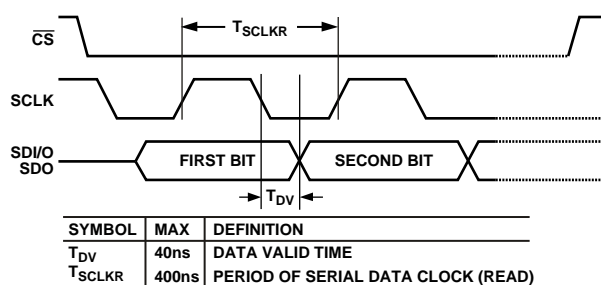 CS
T_SCLKR
SCLK
SDI/O
SDO
FIRST BIT
SECOND BIT
T_DV
SYMBOL MAX DEFINITION
T_DV 40ns DATA VALID TIME
T_SCLKR 400ns PERIOD OF SERIAL DATA CLOCK (READ)